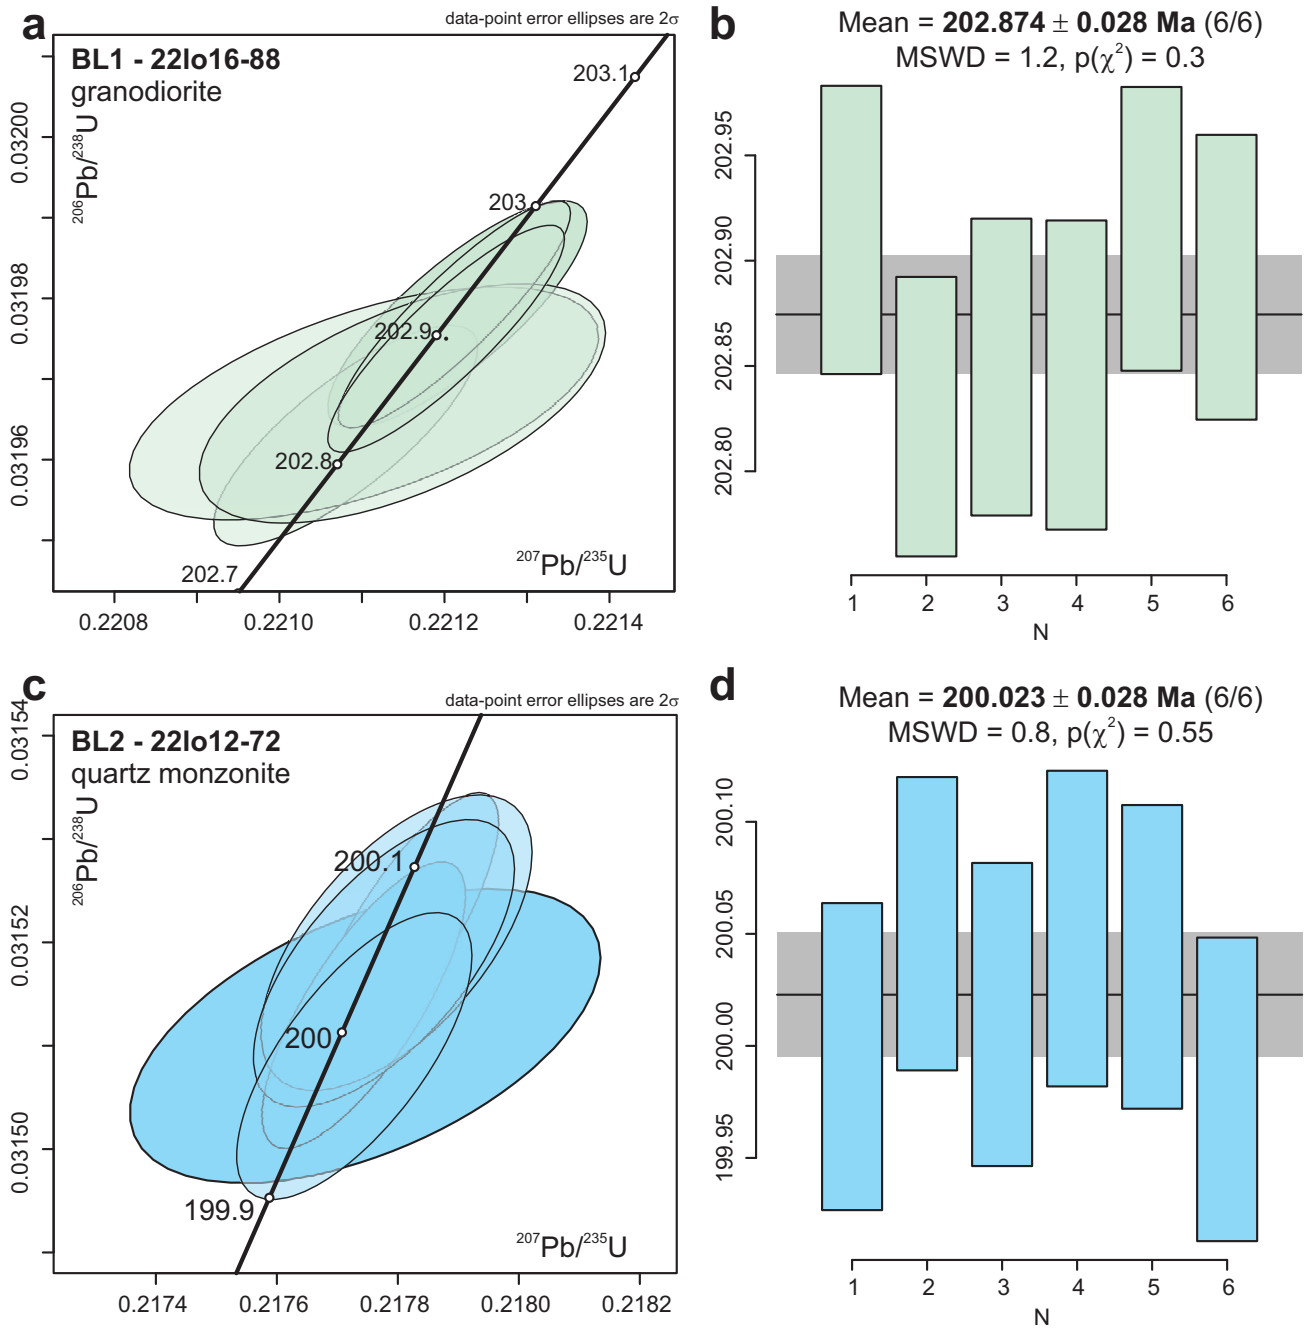 a
data-point error ellipses are 2σ
BL1 - 22lo16-88
granodiorite
²⁰⁶Pb/²³⁸U
0.03200
0.03198
0.03196
203.1
203
202.9
202.8
202.7
²⁰⁷Pb/²³⁵U
0.2208
0.2210
0.2212
0.2214
b
Mean = 202.874 ± 0.028 Ma (6/6)
MSWD = 1.2, p(χ²) = 0.3
202.95
202.90
202.85
202.80
1
2
3
4
5
6
N
c
data-point error ellipses are 2σ
BL2 - 22lo12-72
quartz monzonite
²⁰⁶Pb/²³⁸U
0.03154
0.03152
0.03150
200.1
200
199.9
²⁰⁷Pb/²³⁵U
0.2174
0.2176
0.2178
0.2180
0.2182
d
Mean = 200.023 ± 0.028 Ma (6/6)
MSWD = 0.8, p(χ²) = 0.55
200.10
200.05
200.00
199.95
1
2
3
4
5
6
N